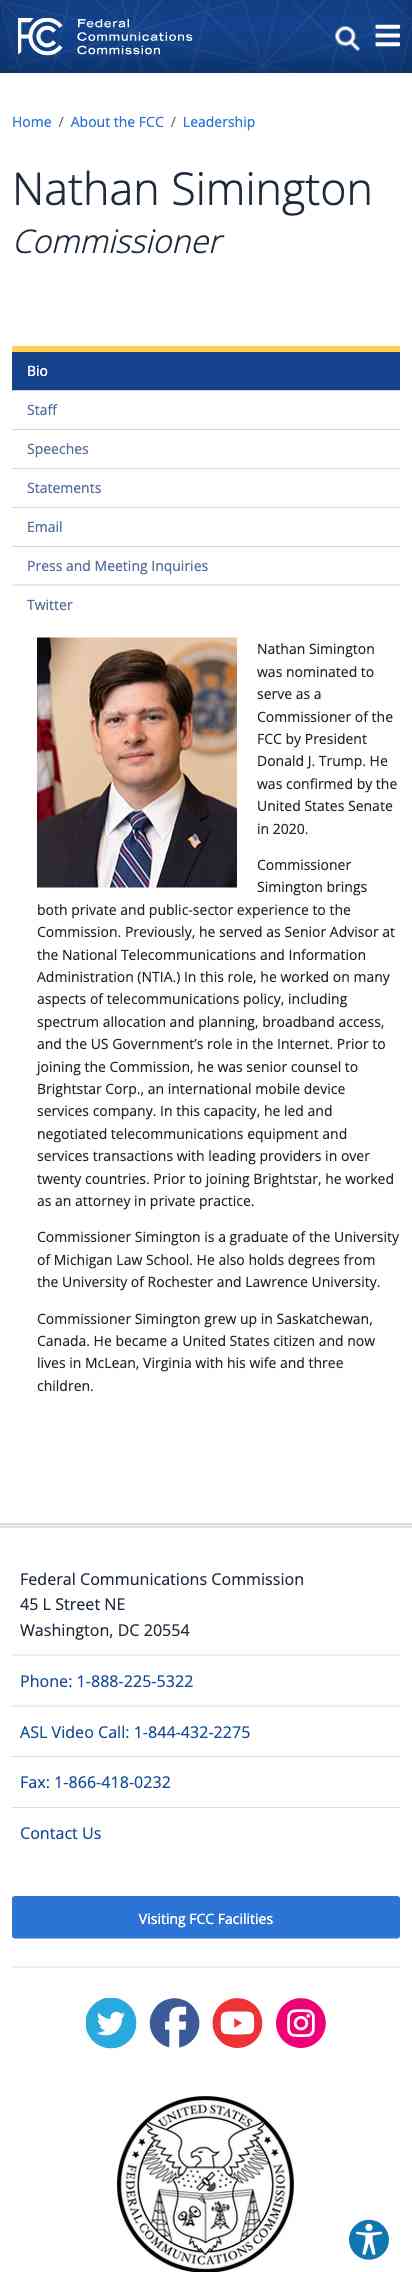 FCC
Federal
Communications
Commission
Home / About the FCC / Leadership
Nathan Simington
Commissioner
Bio
Staff
Speeches
Statements
Email
Press and Meeting Inquiries
Twitter
Nathan Simington
was nominated to
serve as a
Commissioner of the
FCC by President
Donald J. Trump. He
was confirmed by the
United States Senate
in 2020.
Commissioner
Simington brings
both private and public-sector experience to the
Commission. Previously, he served as Senior Advisor at
the National Telecommunications and Information
Administration (NTIA.) In this role, he worked on many
aspects of telecommunications policy, including
spectrum allocation and planning, broadband access,
and the US Government’s role in the Internet. Prior to
joining the Commission, he was senior counsel to
Brightstar Corp., an international mobile device
services company. In this capacity, he led and
negotiated telecommunications equipment and
services transactions with leading providers in over
twenty countries. Prior to joining Brightstar, he worked
as an attorney in private practice.
Commissioner Simington is a graduate of the University
of Michigan Law School. He also holds degrees from
the University of Rochester and Lawrence University.
Commissioner Simington grew up in Saskatchewan,
Canada. He became a United States citizen and now
lives in McLean, Virginia with his wife and three
children.
Federal Communications Commission
45 L Street NE
Washington, DC 20554
Phone: 1-888-225-5322
ASL Video Call: 1-844-432-2275
Fax: 1-866-418-0232
Contact Us
Visiting FCC Facilities
UNITED STATES
FEDERAL COMMUNICATIONS COMMISSION